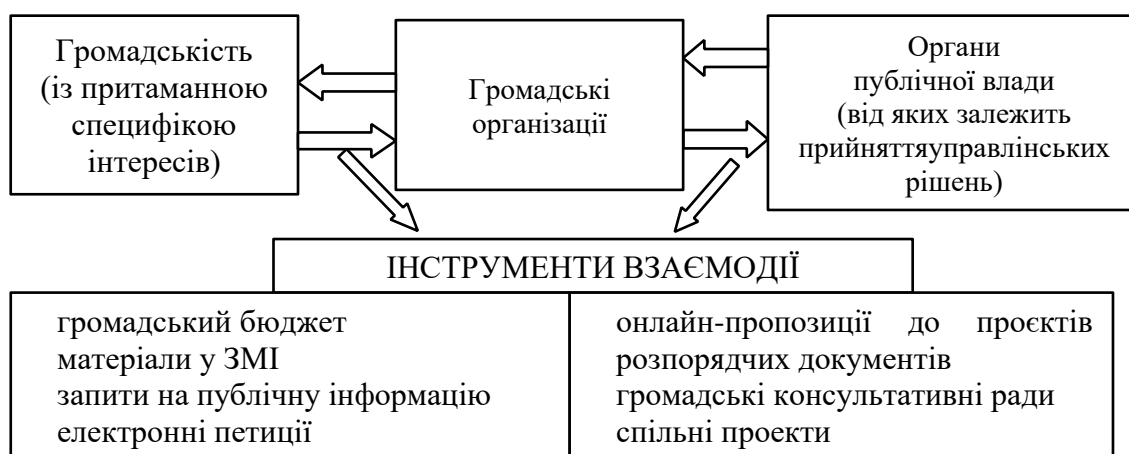 Громадськість
(із притаманною
специфікою
інтересів)
Громадські
організації
Органи
публічної влади
(від яких залежить
прийняттяуправлінських
рішень)
ІНСТРУМЕНТИ ВЗАЄМОДІЇ
громадський бюджет
матеріали у ЗМІ
запити на публічну інформацію
електронні петиції
онлайн-пропозиції до проєктів
розпорядчих документів
громадські консультативні ради
спільні проекти